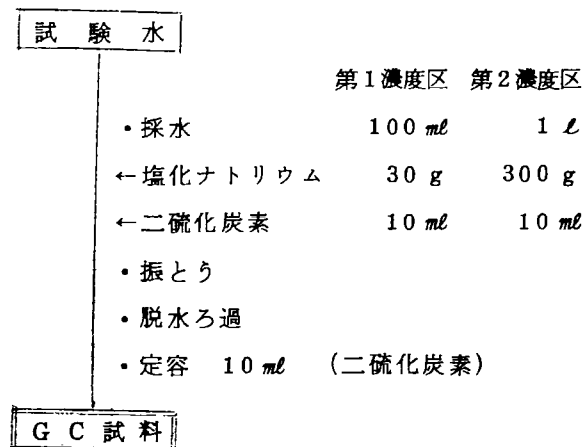 試験水
第1濃度区 第2濃度区
・採水 100 ml 1 l
←塩化ナトリウム 30 g 300 g
←二硫化炭素 10 ml 10 ml
・振とう
・脱水ろ過
・定容 10 ml (二硫化炭素)
GC試料